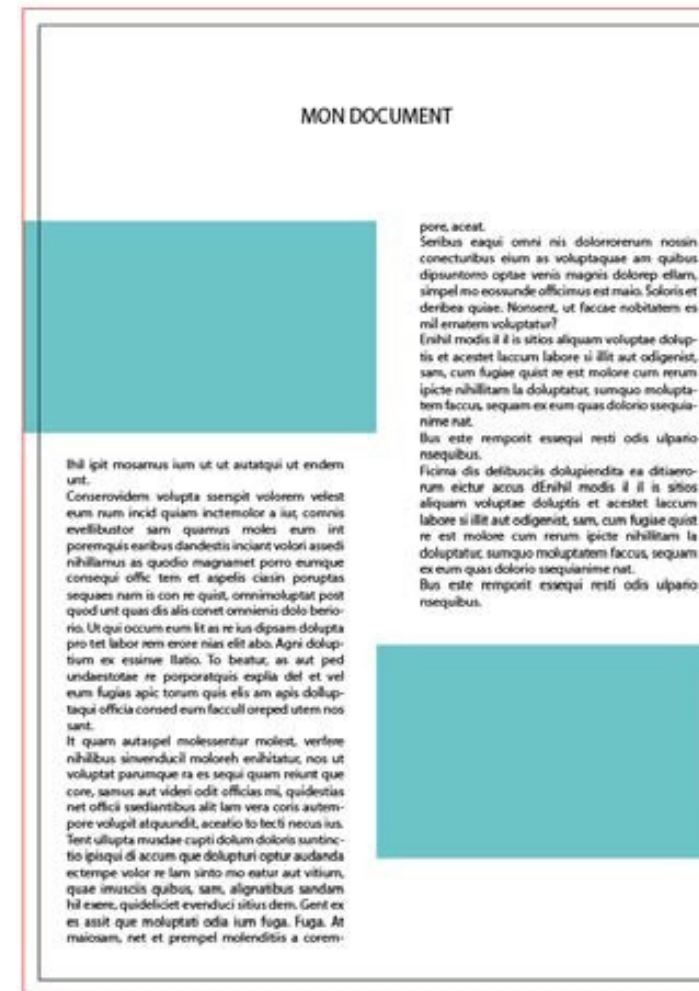 MON DOCUMENT
Ihil ipit mosamus ium ut ut autatqui ut endem
unt.
Conserovidem volupta sserspit volorem velest
eum num incid quiam inctemolor a iur, comnis
evellibustor sam quamus moles eum int
poremquis earibus dandestis inciant volori assedi
nihillamus as quodio magnamet porro eumque
consequi offic tem et aspelis ciasin poruptas
sequaes nam is con re quist, omnimoluptat post
quod unt quas dis alis conet omnienis dolo berio-
rio. Ut qui occum eum lit as re ius dipsam dolupta
pro tet labor rem erore nias elit abo. Agni dolup-
tium ex essinve llatio. To beatur, as aut ped
undaestotae re porporatquis explia del et vel
eum fugias apic torum quis elis am apis dollup-
taqui officia consed eum faccull oreped utem nos
sant.
It quam autaspel molessentur molest, verfere
nihilibus sinvenducil moloreh enihitatur, nos ut
voluptat parumque ra es sequi quam reiunt que
core, samus aut videri odit officias mi, quidestias
net officii ssediantibus alit lam vera coris autem-
pore volupit atquundit, aceatio to tecti necus ius.
Tent ullupta musdae cupti dolum doloris suntinc-
tio ipisqui di accum que dolupturi optur audanda
ectempe volor re lam sinto mo eatur aut vitium,
quae imusciis quibus, sam, alignatibus sandam
hil exere, quideliciet evenduci sitius dem. Gent ex
es assit que moluptati odia ium fuga. Fuga. At
maiosam, net et prempel molenditiis a corem-
pore, aceat.
Seribus eaqui omni nis dolorrorerum nossin
conecturibus eium as voluptaquae am quibus
dipsuntorro optae venis magnis dolorep ellam,
simpel mo eossunde officimus est maio. Soloris et
deribea quiae. Nonsent, ut faccae nobitatem es
mil ernatem voluptatur?
Enihil modis il il is sitios aliquam voluptae dolup-
tis et acestet laccum labore si illit aut odigenist,
sam, cum fugiae quist re est molore cum rerum
ipicte nihillitam la doluptatur, sumquo molupta-
tem faccus, sequam ex eum quas dolorio ssequia-
nime nat.
Bus este remporit essequi resti odis ulpario
nsequibus.
Ficima dis delibusciis dolupiendita ea ditiaero-
rum eictur accus dEnihil modis il il is sitios
aliquam voluptae doluptis et acestet laccum
labore si illit aut odigenist, sam, cum fugiae quist
re est molore cum rerum ipicte nihillitam la
doluptatur, sumquo moluptatem faccus, sequam
ex eum quas dolorio ssequianime nat.
Bus este remporit essequi resti odis ulpario
nsequibus.